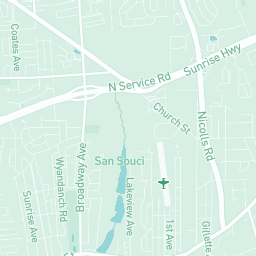 Coates Ave
N Service Rd
Sunrise Hwy
Church St
Nicolls Rd
San Souci
Broadway Ave
Wyandanch Rd
Sunrise Ave
Lakeview Ave
1st Ave
Gillette